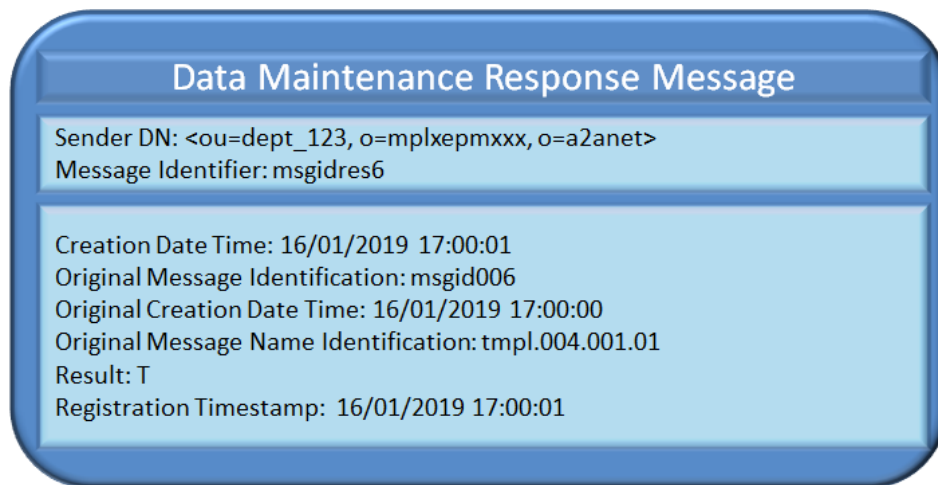 Data Maintenance Response Message
Sender DN: <ou=dept_123, o=mplxepmxxx, o=a2anet>
Message Identifier: msgidres6
Creation Date Time: 16/01/2019 17:00:01
Original Message Identification: msgid006
Original Creation Date Time: 16/01/2019 17:00:00
Original Message Name Identification: tmpl.004.001.01
Result: T
Registration Timestamp: 16/01/2019 17:00:01